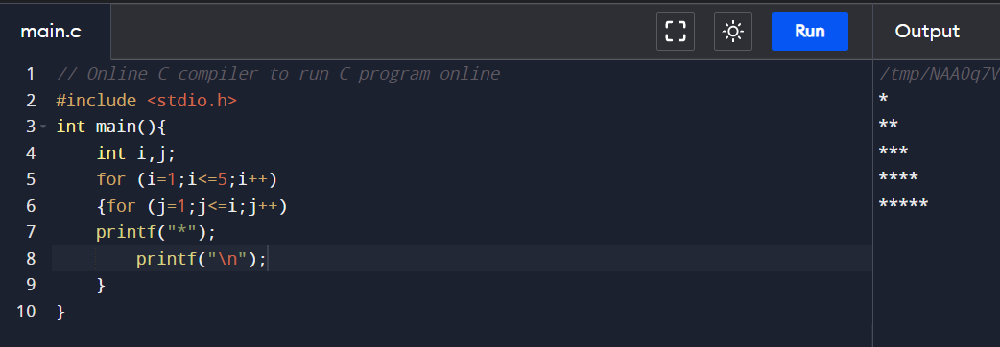 main.c Run Output
1 // Online C compiler to run C program online
2 #include <stdio.h>
3 int main(){
4     int i,j;
5     for (i=1;i<=5;i++)
6     {for (j=1;j<=i;j++)
7     printf("*");
8         printf("\n");
9     }
10 }
/tmp/NAAOq7V
*
**
***
****
*****